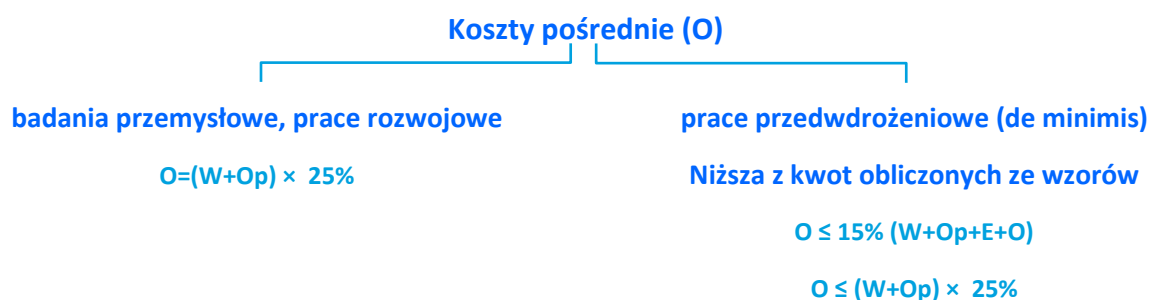 Koszty pośrednie (O)
badania przemysłowe, prace rozwojowe
O=(W+Op) × 25%
prace przedwdrożeniowe (de minimis)
Niższa z kwot obliczonych ze wzorów
O ≤ 15% (W+Op+E+O)
O ≤ (W+Op) × 25%